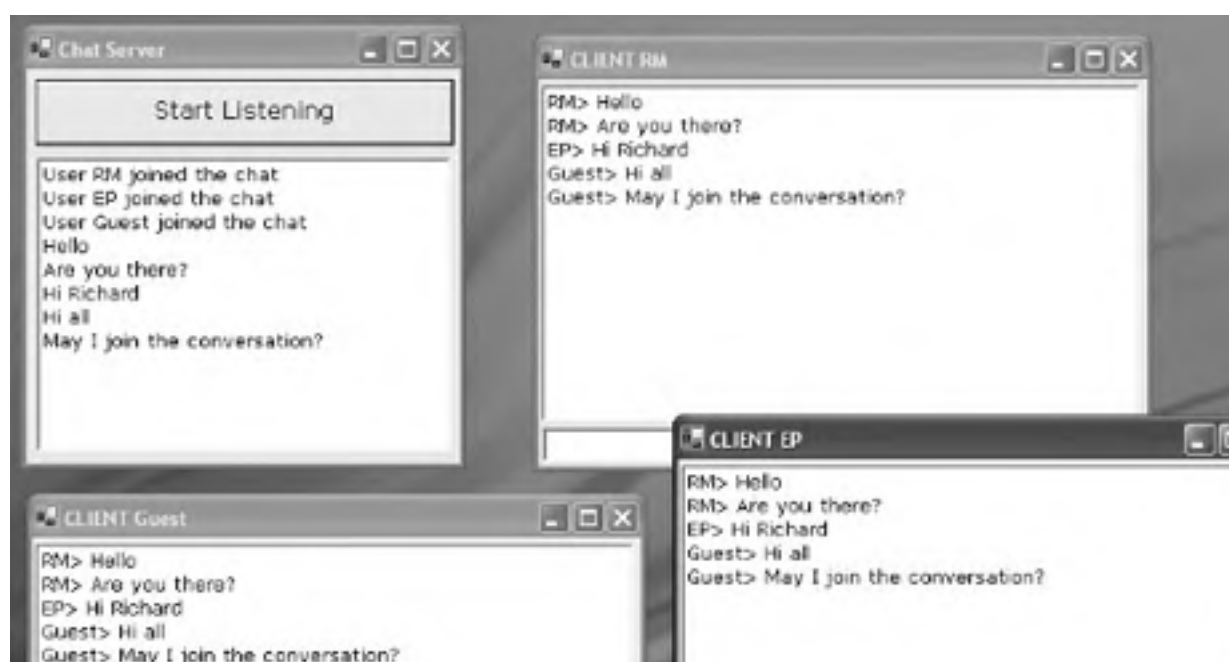 Chat Server
Start Listening
User RM joined the chat
User EP joined the chat
User Guest joined the chat
Hello
Are you there?
Hi Richard
Hi all
May I join the conversation?
CLIENT RM
RM> Hello
RM> Are you there?
EP> Hi Richard
Guest> Hi all
Guest> May I join the conversation?
CLIENT Guest
RM> Hello
RM> Are you there?
EP> Hi Richard
Guest> Hi all
Guest> May I join the conversation?
CLIENT EP
RM> Hello
RM> Are you there?
EP> Hi Richard
Guest> Hi all
Guest> May I join the conversation?